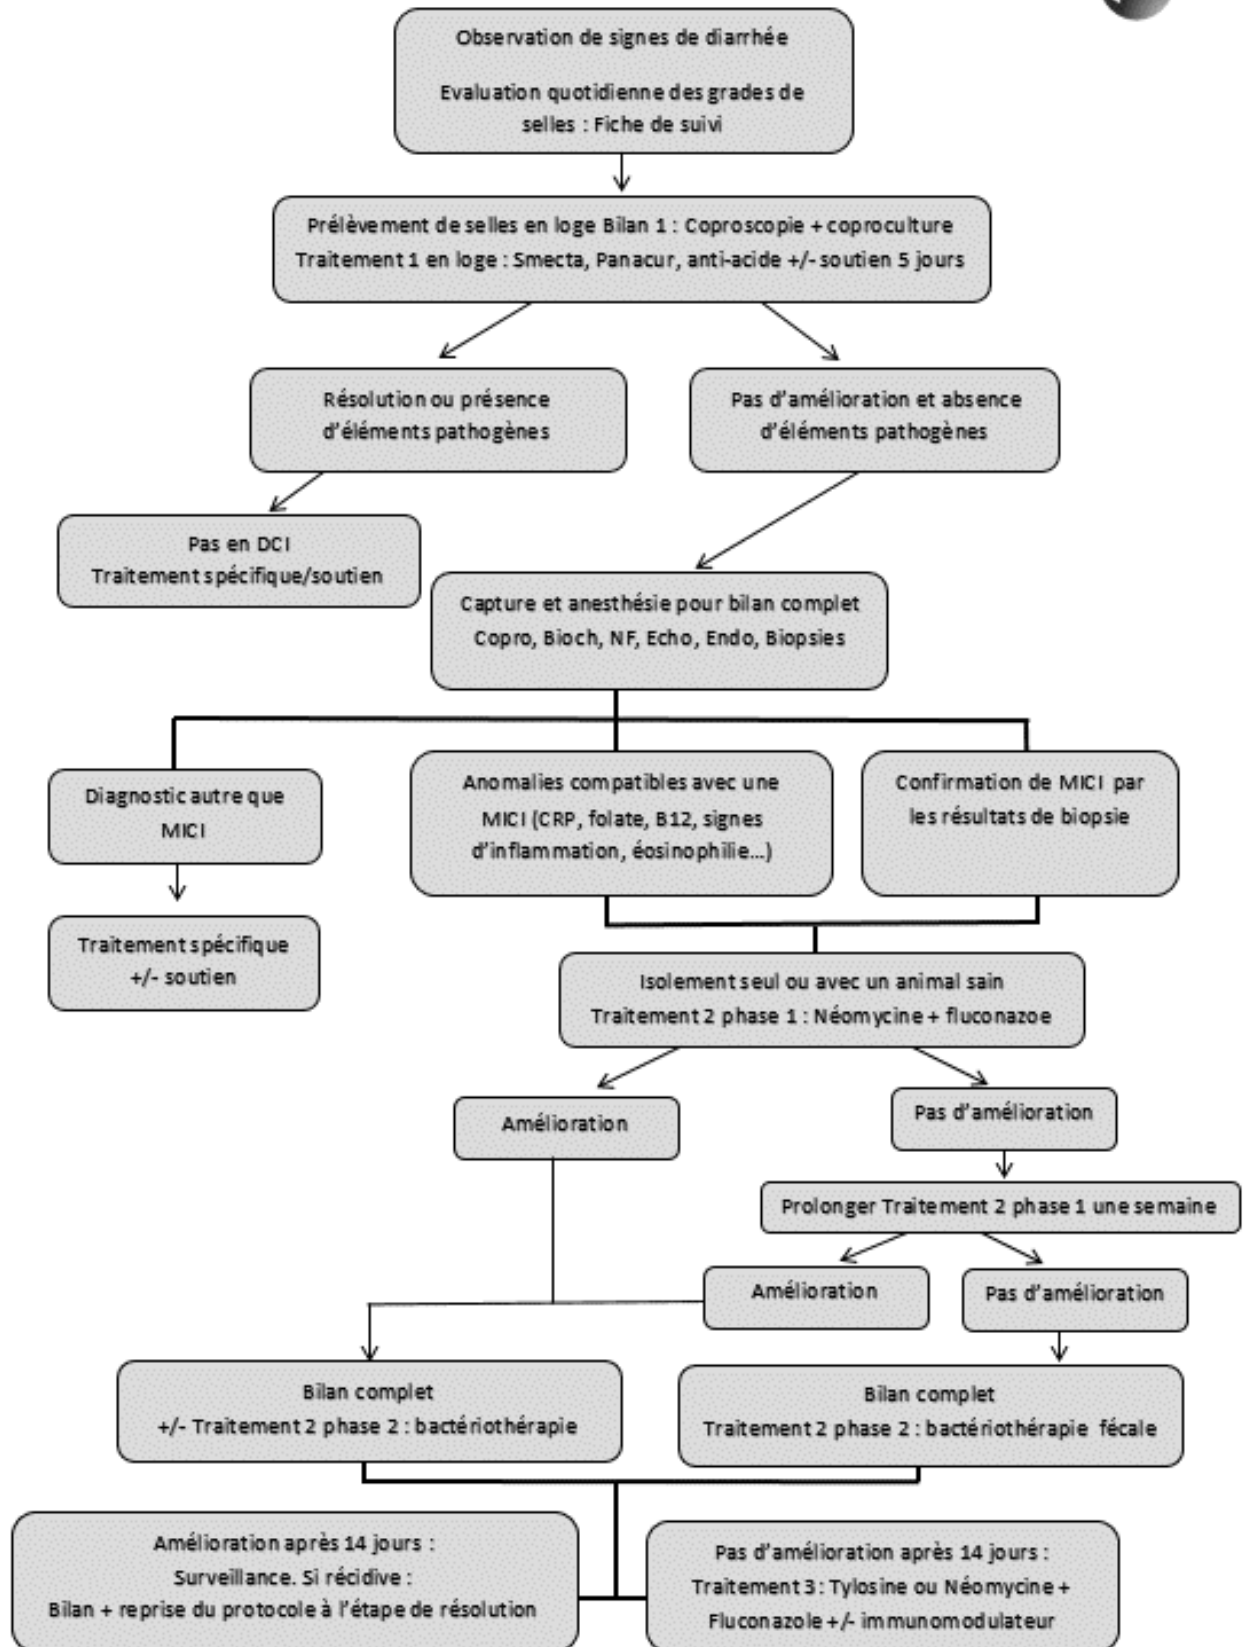 Observation de signes de diarrhée
Evaluation quotidienne des grades de
selles : Fiche de suivi
Prélèvement de selles en loge Bilan 1 : Coproscopie + coproculture
Traitement 1 en loge : Smecta, Panacur, anti-acide +/- soutien 5 jours
Résolution ou présence
d'éléments pathogènes
Pas d'amélioration et absence
d'éléments pathogènes
Pas en DCI
Traitement spécifique/soutien
Capture et anesthésie pour bilan complet
Copro, Bioch, NF, Echo, Endo, Biopsies
Diagnostic autre que
MICI
Anomalies compatibles avec une
MICI (CRP, folate, B12, signes
d'inflammation, éosinophilie...)
Confirmation de MICI par
les résultats de biopsie
Traitement spécifique
+/- soutien
Isolement seul ou avec un animal sain
Traitement 2 phase 1 : Néomycine + fluconazoe
Amélioration
Pas d'amélioration
Prolonger Traitement 2 phase 1 une semaine
Amélioration
Pas d'amélioration
Bilan complet
+/- Traitement 2 phase 2 : bactériothérapie
Bilan complet
Traitement 2 phase 2 : bactériothérapie fécale
Amélioration après 14 jours :
Surveillance. Si récidive :
Bilan + reprise du protocole à l'étape de résolution
Pas d'amélioration après 14 jours :
Traitement 3 : Tylosine ou Néomycine +
Fluconazole +/- immunomodulateur